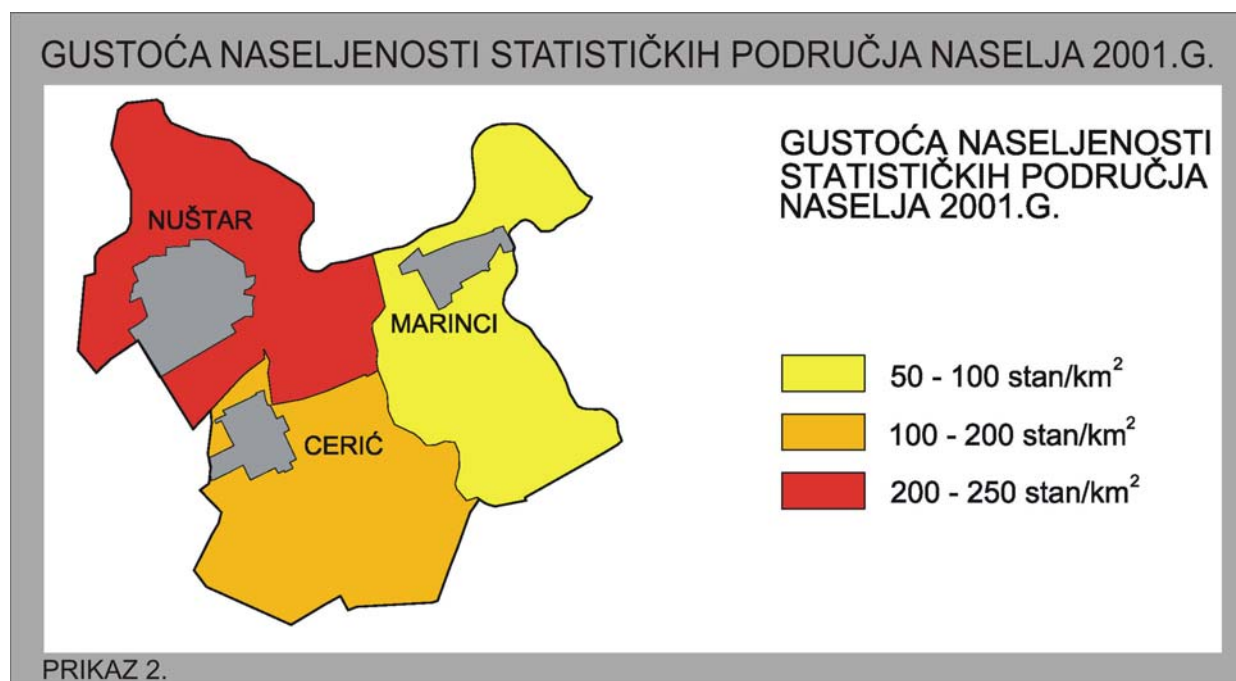 GUSTOĆA NASELJENOSTI STATISTIČKIH PODRUČJA NASELJA 2001.G.
GUSTOĆA NASELJENOSTI
STATISTIČKIH PODRUČJA
NASELJA 2001.G.
NUŠTAR
MARINCI
CERIĆ
50 - 100 stan/km²
100 - 200 stan/km²
200 - 250 stan/km²
PRIKAZ 2.